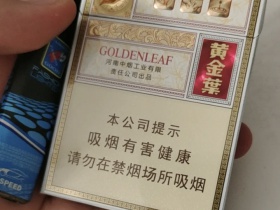 GOLDENLEAF
河南中烟工业有限
责任公司出品
黄金叶
本公司提示
吸烟有害健康
请勿在禁烟场所吸烟
SPEED